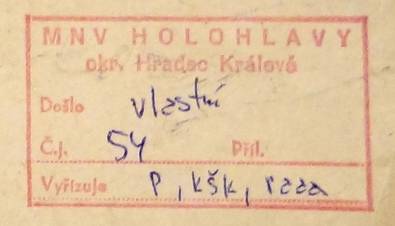 MNV HOLOHLAVY
okr. Hradec Králové
Došlo vlastní
Č.j. 54 Příl.
Vyřizuje P, kšk, rada